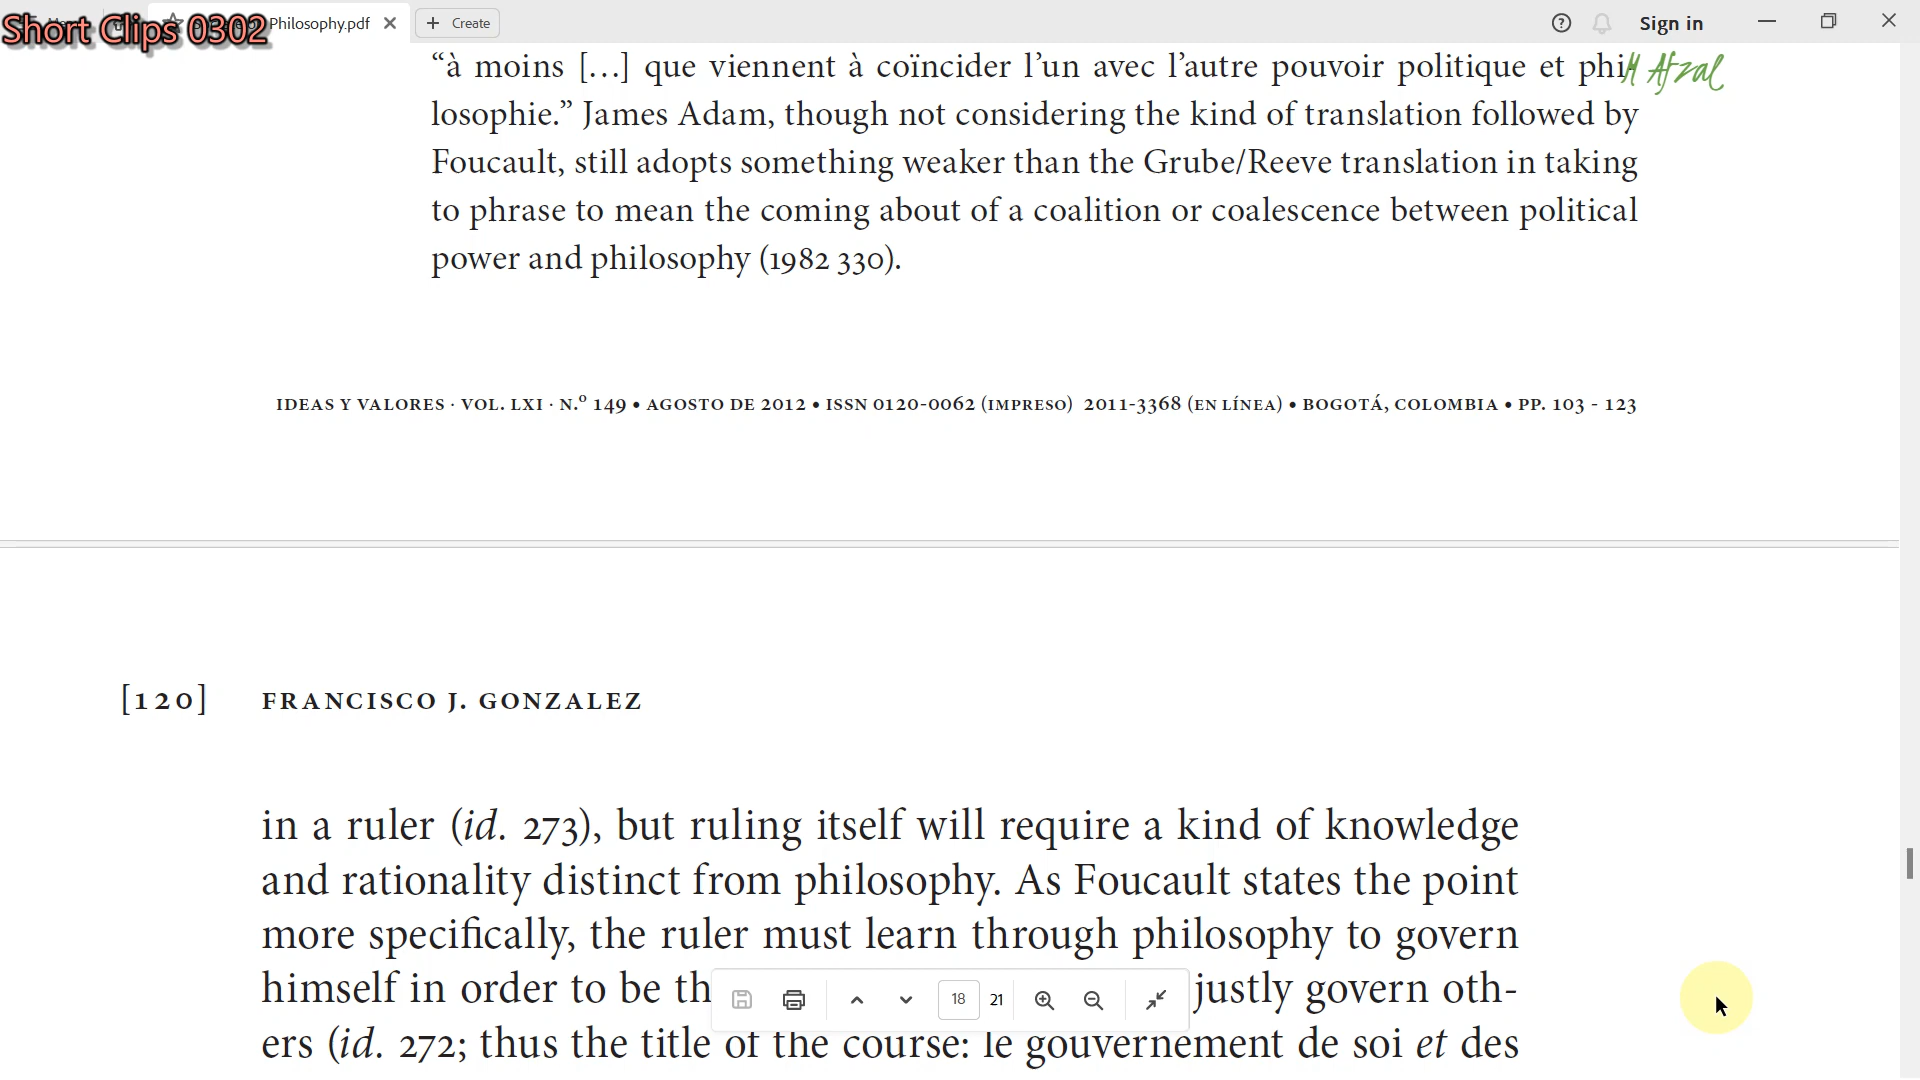 Short Clips 0302
Philosophy.pdf
Create
Sign in
“à moins […] que viennent à coïncider l’un avec l’autre pouvoir politique et phi-
M Afzal
losophie.” James Adam, though not considering the kind of translation followed by
Foucault, still adopts something weaker than the Grube/Reeve translation in taking
to phrase to mean the coming about of a coalition or coalescence between political
power and philosophy (1982 330).
IDEAS Y VALORES · VOL. LXI · N.º 149 • AGOSTO DE 2012 • ISSN 0120-0062 (IMPRESO) 2011-3368 (EN LÍNEA) • BOGOTÁ, COLOMBIA • PP. 103 - 123
[120] FRANCISCO J. GONZALEZ
in a ruler (id. 273), but ruling itself will require a kind of knowledge
and rationality distinct from philosophy. As Foucault states the point
more specifically, the ruler must learn through philosophy to govern
himself in order to be th justly govern oth-
18 21
ers (id. 272; thus the title of the course: le gouvernement de soi et des